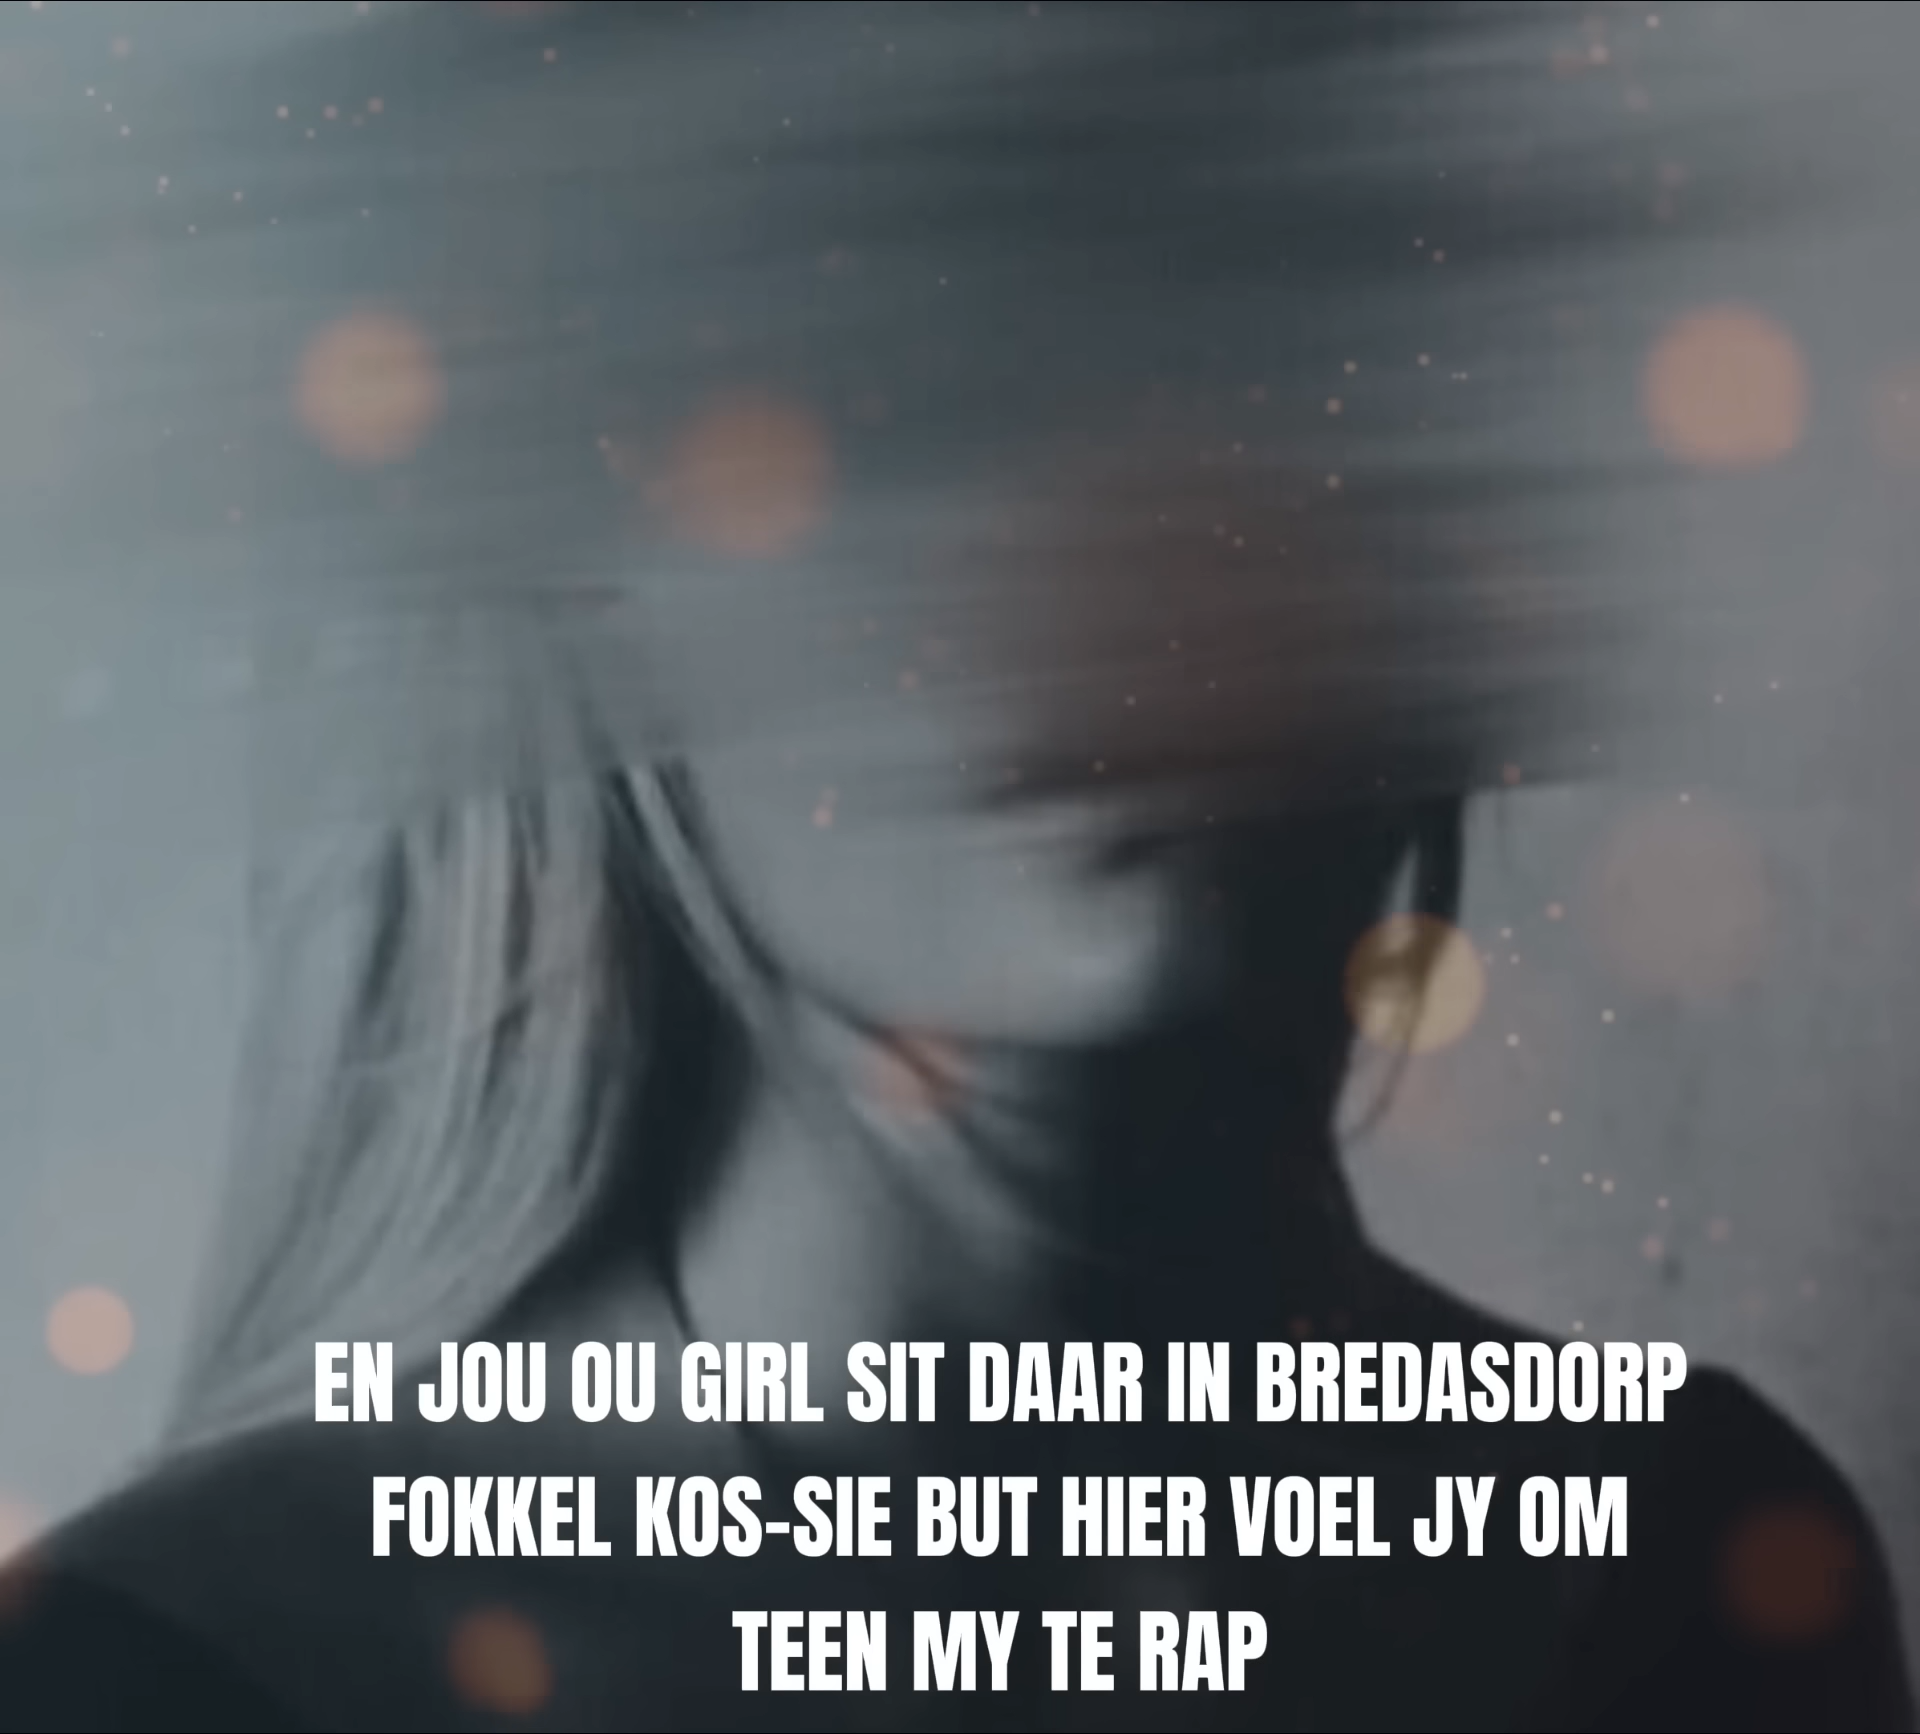 EN JOU OU GIRL SIT DAAR IN BREDASDORP
FOKKEL KOS-SIE BUT HIER VOEL JY OM
TEEN MY TE RAP